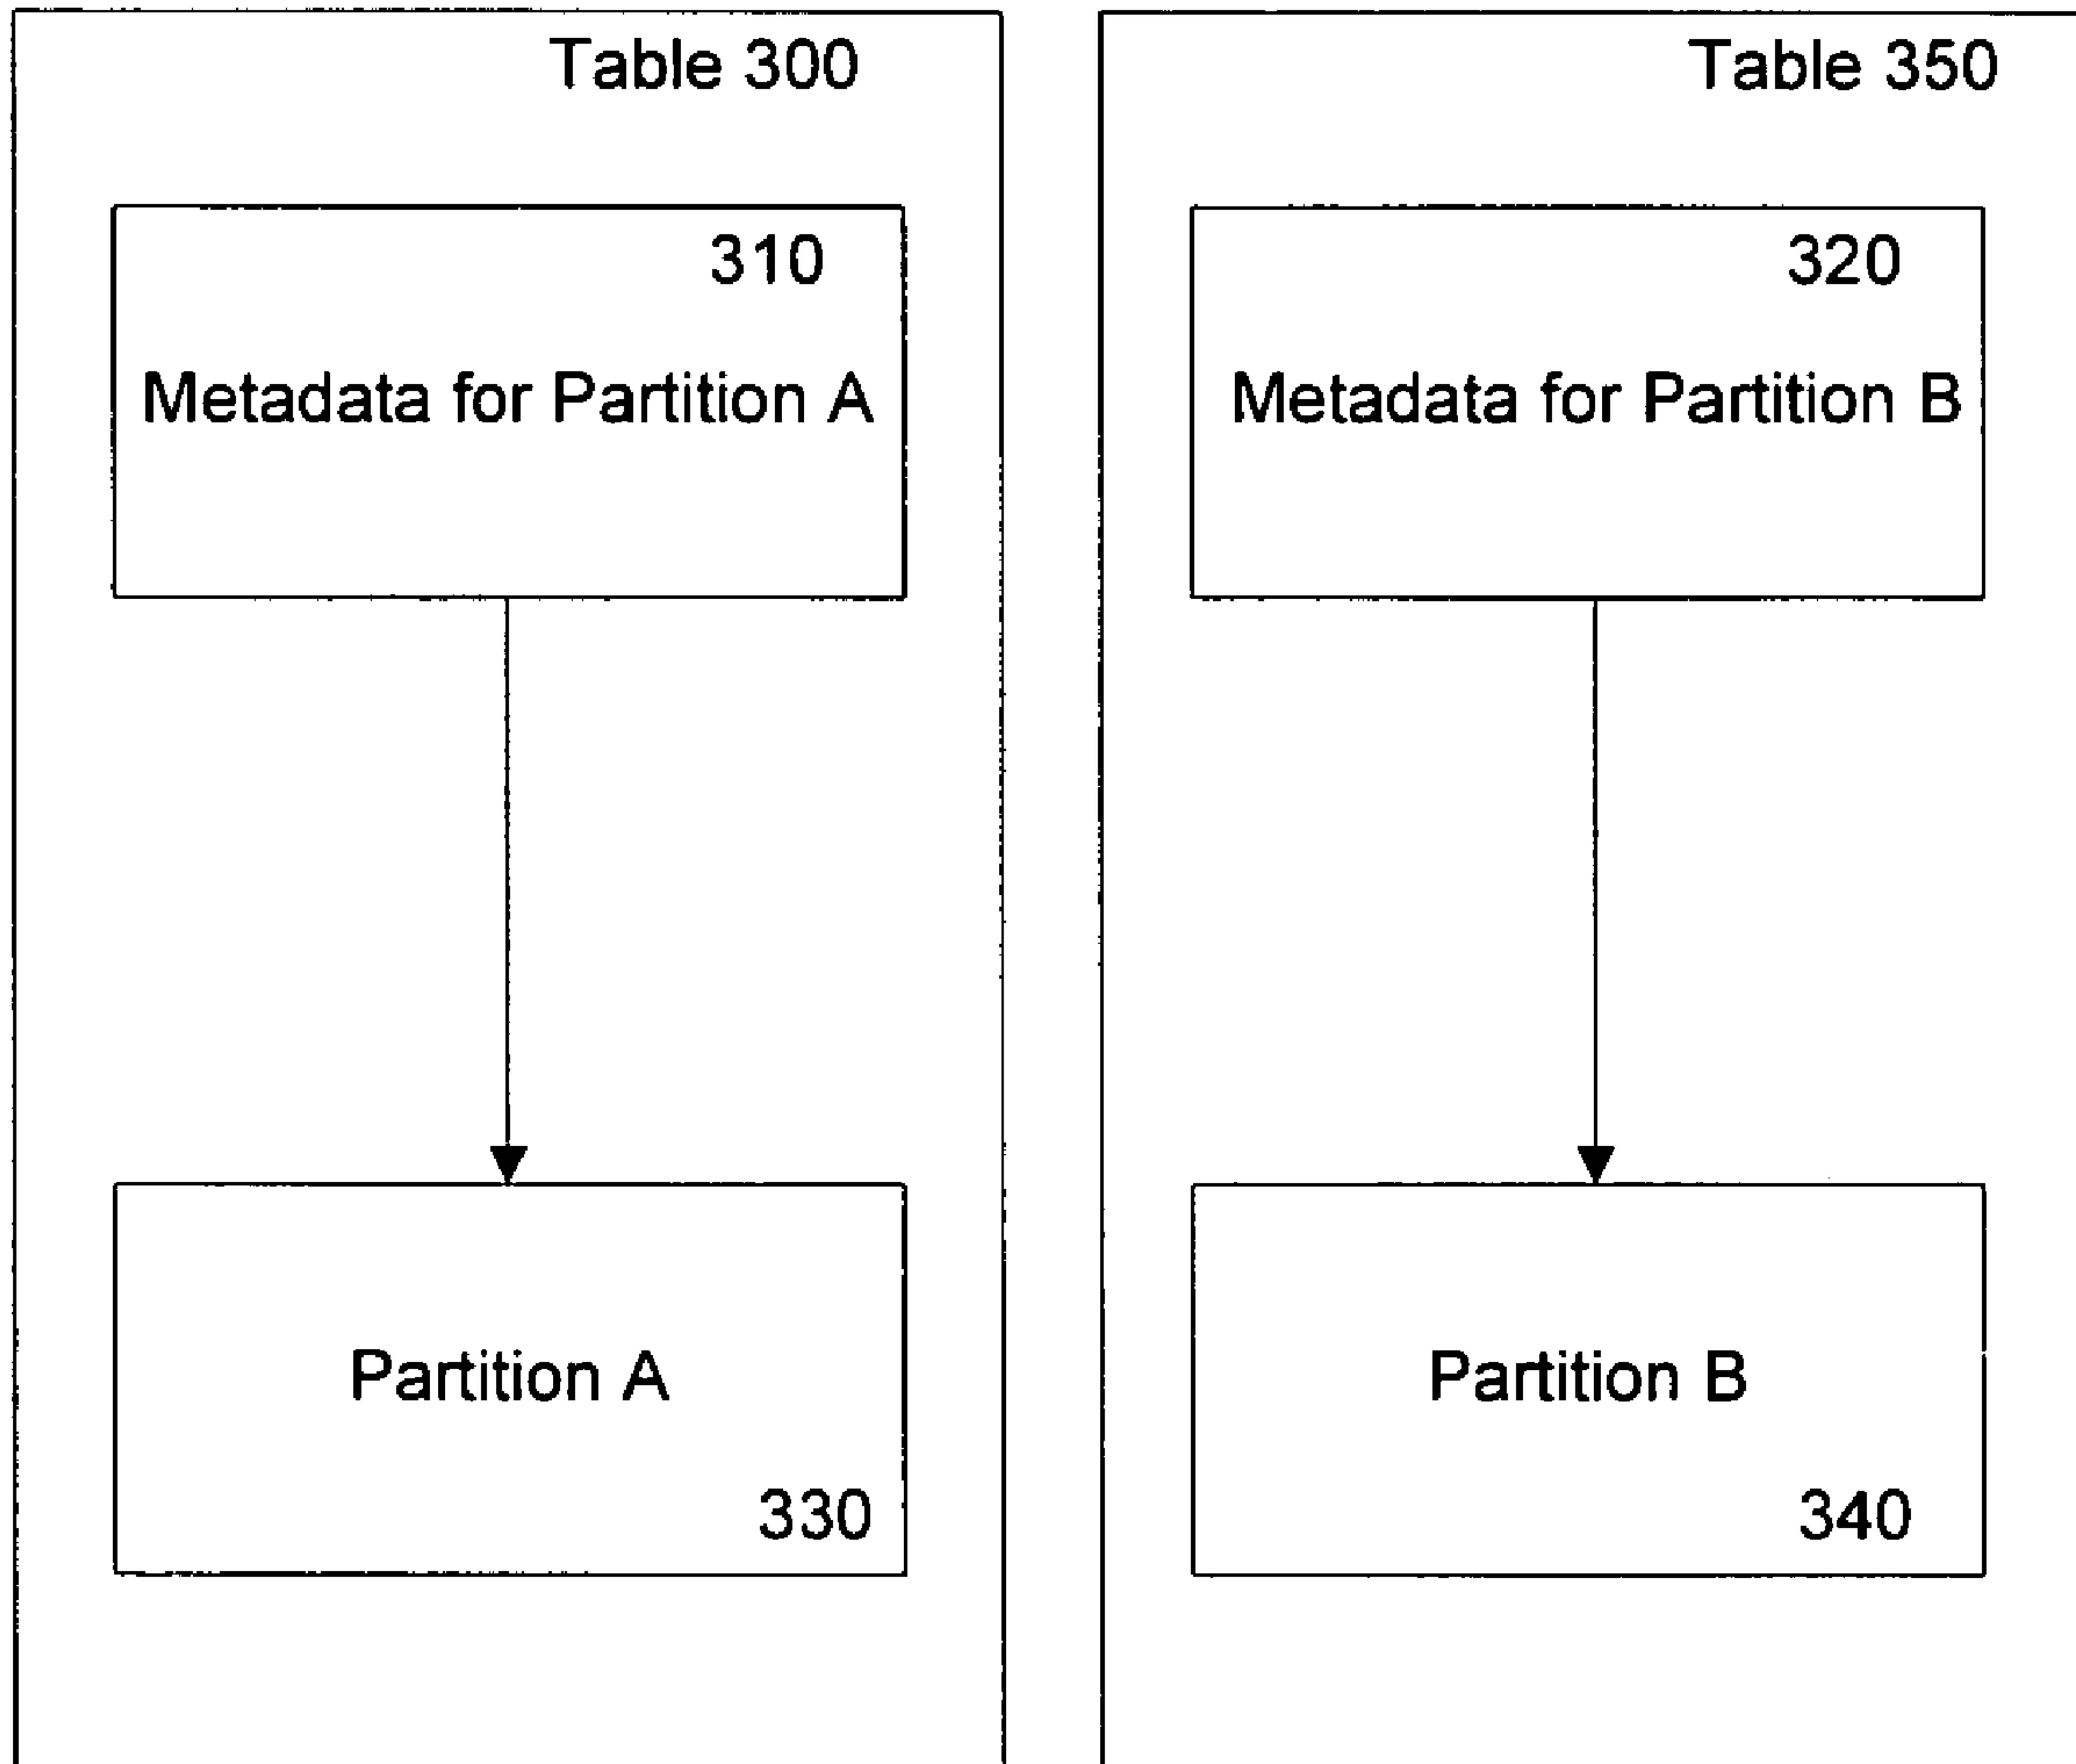 Table 300
310
Metadata for Partition A
Partition A
330
Table 350
320
Metadata for Partition B
Partition B
340